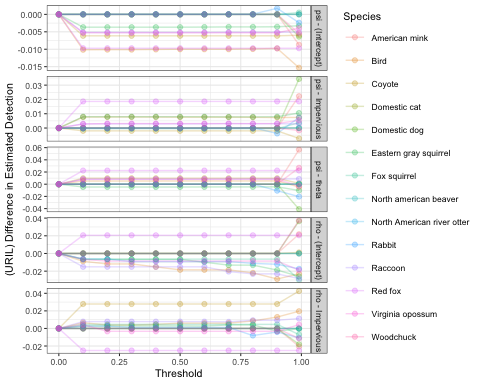 (URIL) Difference in Estimated Detection
0.000
-0.005
-0.010
-0.015
psi - (Intercept)
0.03
0.02
0.01
0.00
psi - Impervious
0.06
0.04
0.02
0.00
-0.02
-0.04
psi - theta
0.04
0.02
0.00
-0.02
rho - (Intercept)
0.04
0.02
0.00
-0.02
rho - Impervious
0.00 0.25 0.50 0.75 1.00
Threshold
Species
American mink
Bird
Coyote
Domestic cat
Domestic dog
Eastern gray squirrel
Fox squirrel
North american beaver
North American river otter
Rabbit
Raccoon
Red fox
Virginia opossum
Woodchuck